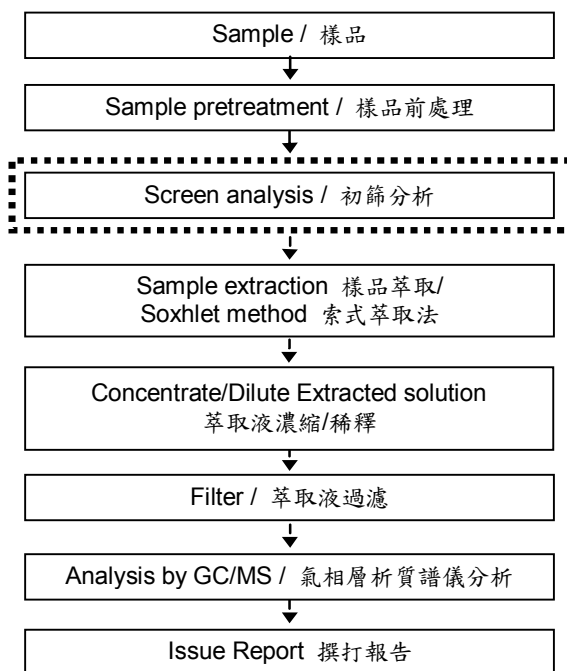 Sample / 樣品
Sample pretreatment / 樣品前處理
Screen analysis / 初篩分析
Sample extraction 樣品萃取/
Soxhlet method 索式萃取法
Concentrate/Dilute Extracted solution
萃取液濃縮/稀釋
Filter / 萃取液過濾
Analysis by GC/MS / 氣相層析質譜儀分析
Issue Report 撰打報告